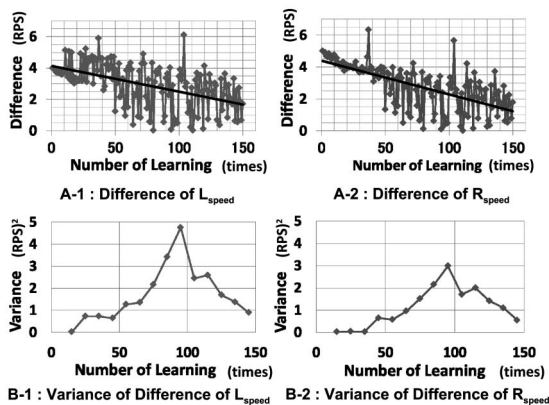 Difference (RPS)
6
4
2
0
0 50 100 150
Number of Learning (times)
A-1 : Difference of Lspeed
Difference (RPS)
6
4
2
0
0 50 100 150
Number of Learning (times)
A-2 : Difference of Rspeed
Variance (RPS)²
5
4
3
2
1
0
0 50 100 150
Number of Learning (times)
B-1 : Variance of Difference of Lspeed
Variance (RPS)²
5
4
3
2
1
0
0 50 100 150
Number of Learning (times)
B-2 : Variance of Difference of Rspeed